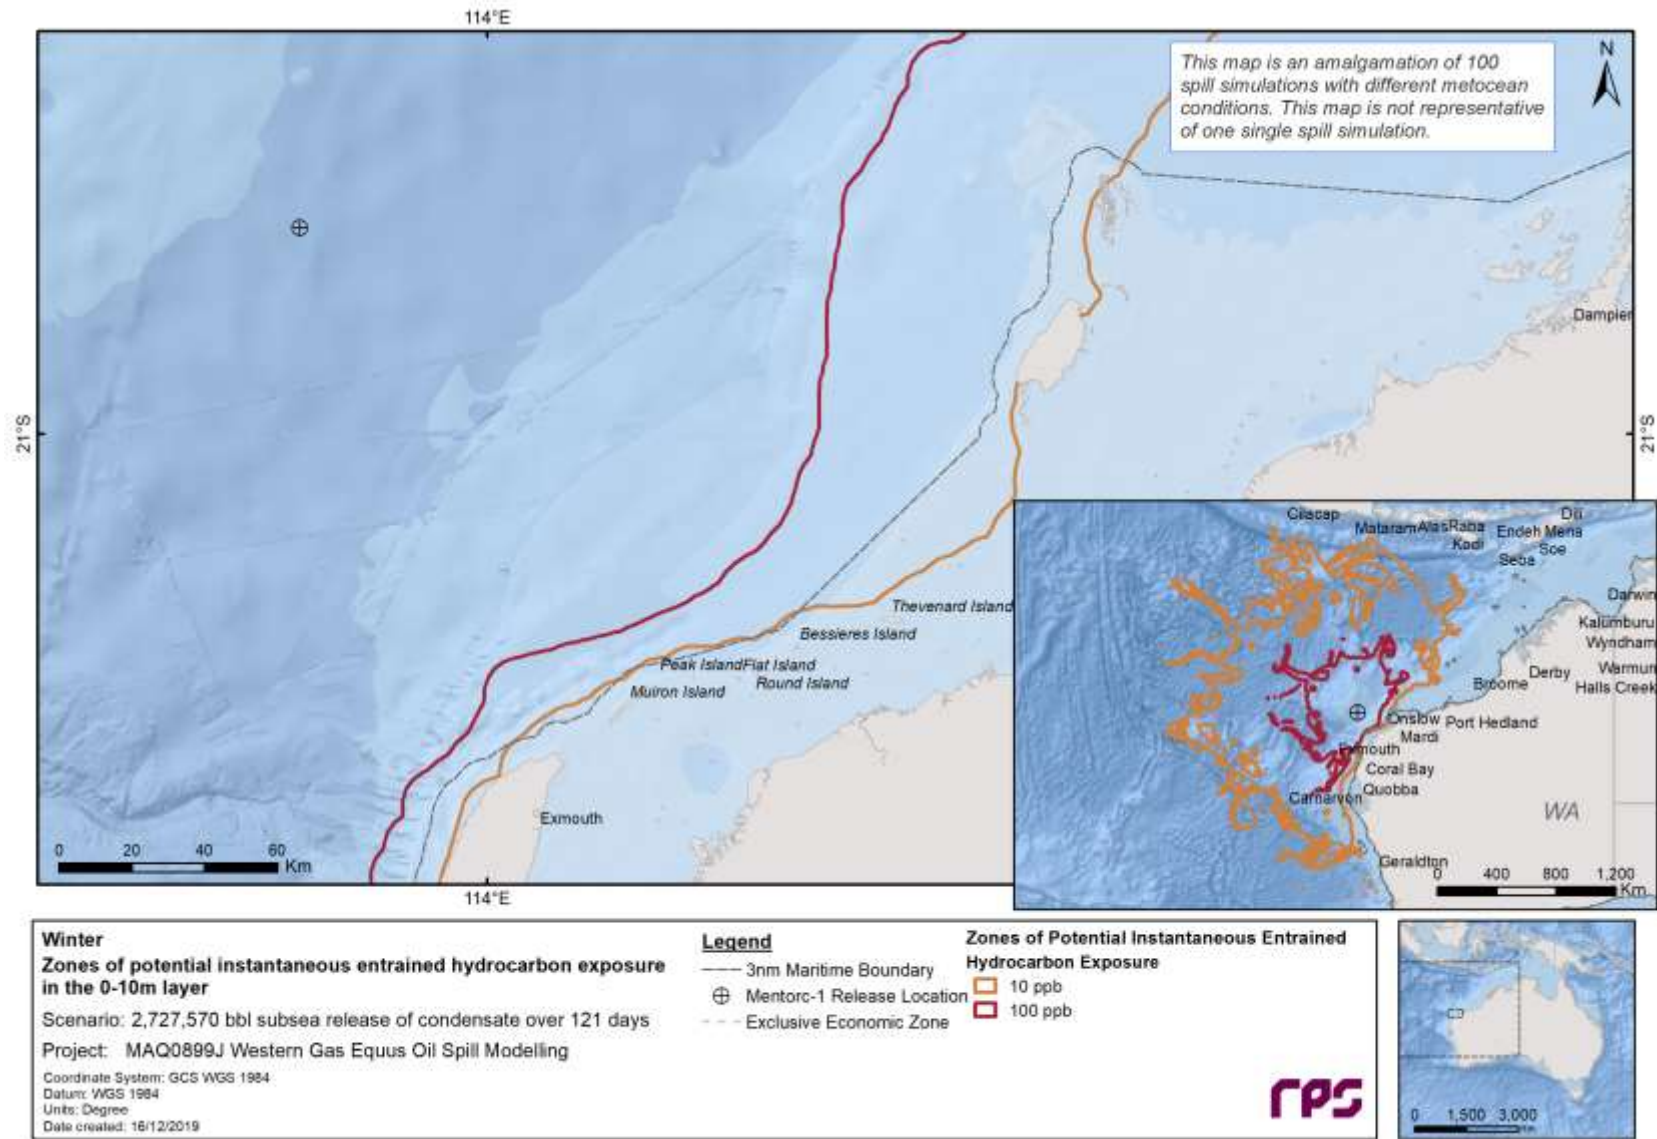 114°E
This map is an amalgamation of 100
spill simulations with different metocean
conditions. This map is not representative
of one single spill simulation.
N
Dampier
21°S
21°S
Thevenard Island
Bessieres Island
Peak Island Flat Island
Round Island
Muiron Island
Exmouth
0 20 40 60
Km
114°E
Cilacap
Mataram Alas Raba
Kodi
Dili
Endeh Mena
Soe
Seba
Darwin
Kalumburu
Wyndham
Warmun
Halls Creek
Derby
Broome
Port Hedland
Onslow
Mardi
Exmouth
Coral Bay
Quobba
Carnarvon
WA
Geraldton
0 400 800 1,200
Km
Winter
Zones of potential instantaneous entrained hydrocarbon exposure
in the 0-10m layer
Scenario: 2,727,570 bbl subsea release of condensate over 121 days
Project: MAQ0899J Western Gas Equus Oil Spill Modelling
Coordinate System: GCS WGS 1984
Datum: WGS 1984
Units: Degree
Date created: 16/12/2019
Legend
3nm Maritime Boundary
Mentorc-1 Release Location
Exclusive Economic Zone
Zones of Potential Instantaneous Entrained
Hydrocarbon Exposure
10 ppb
100 ppb
rps
0 1,500 3,000